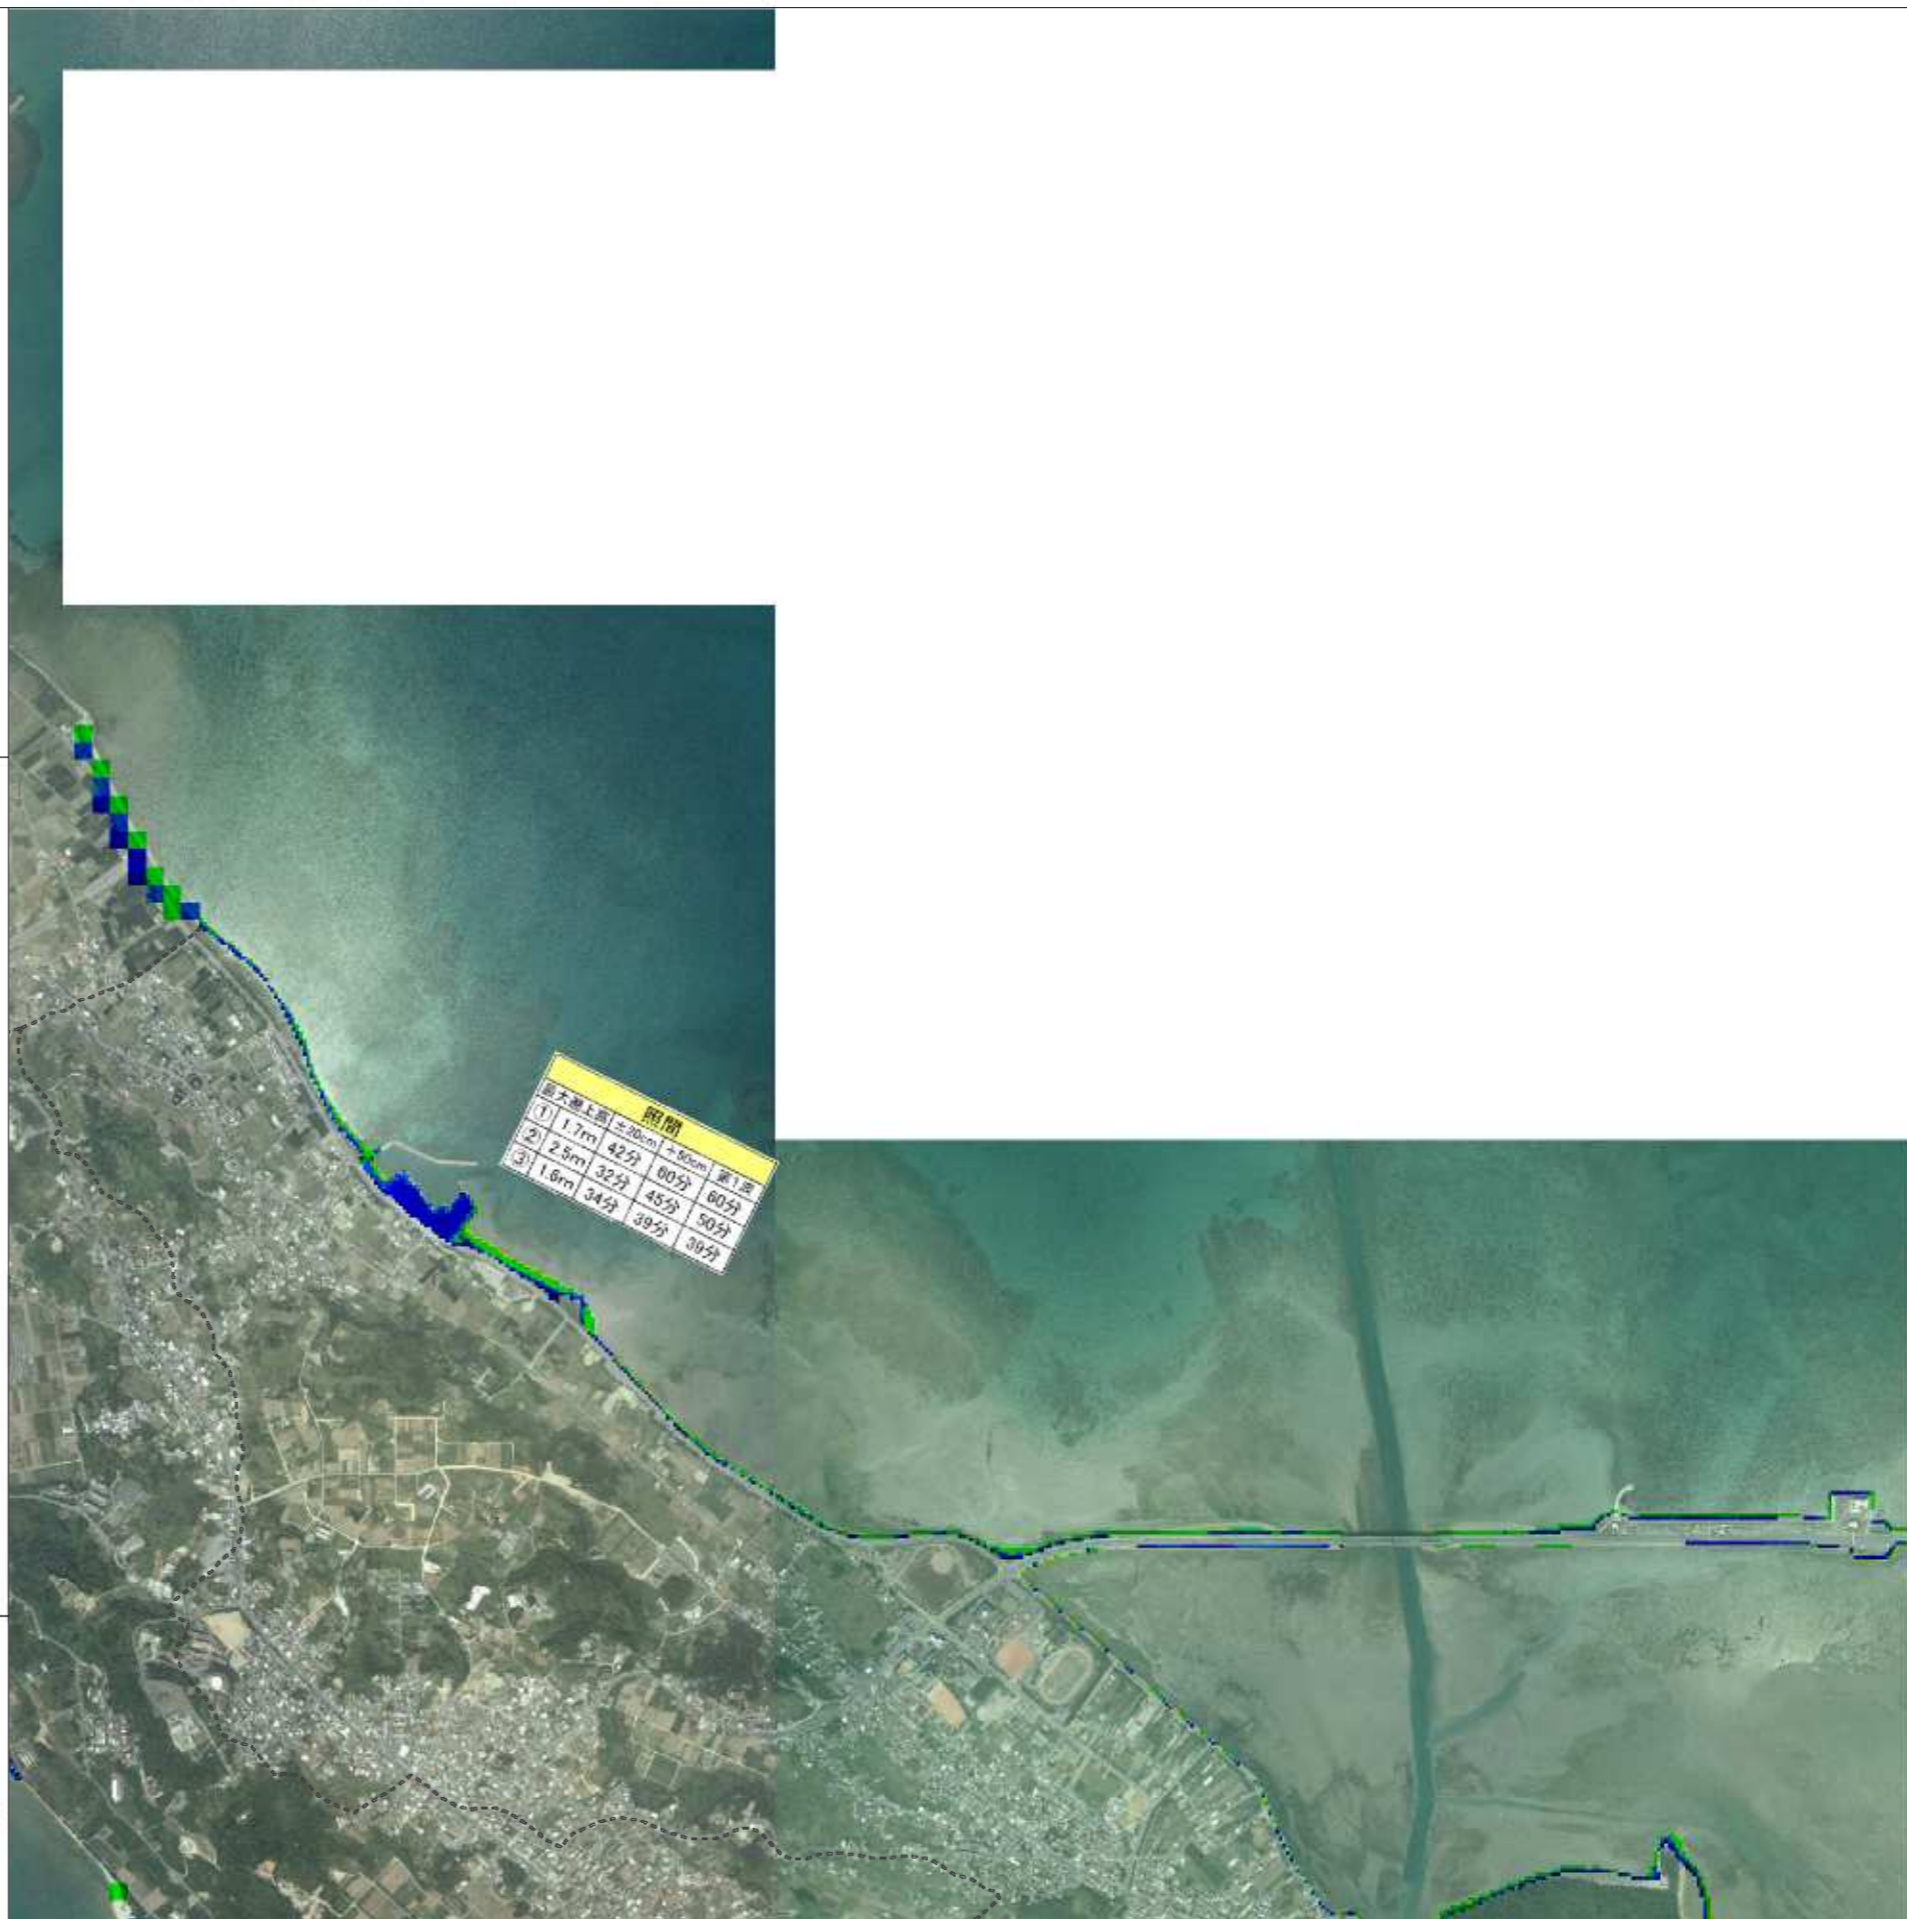 照間
最大遡上高 ±20cm +50cm 第1波
① 1.7m 42分 60分 60分
② 2.5m 32分 45分 50分
③ 1.6m 34分 39分 39分